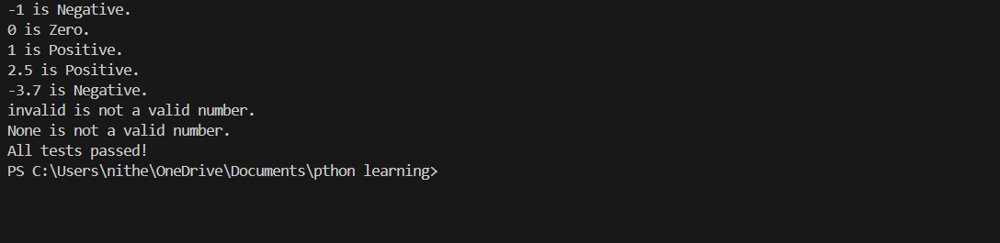 -1 is Negative.
0 is Zero.
1 is Positive.
2.5 is Positive.
-3.7 is Negative.
invalid is not a valid number.
None is not a valid number.
All tests passed!
PS C:\Users\nithe\OneDrive\Documents\pthon learning>